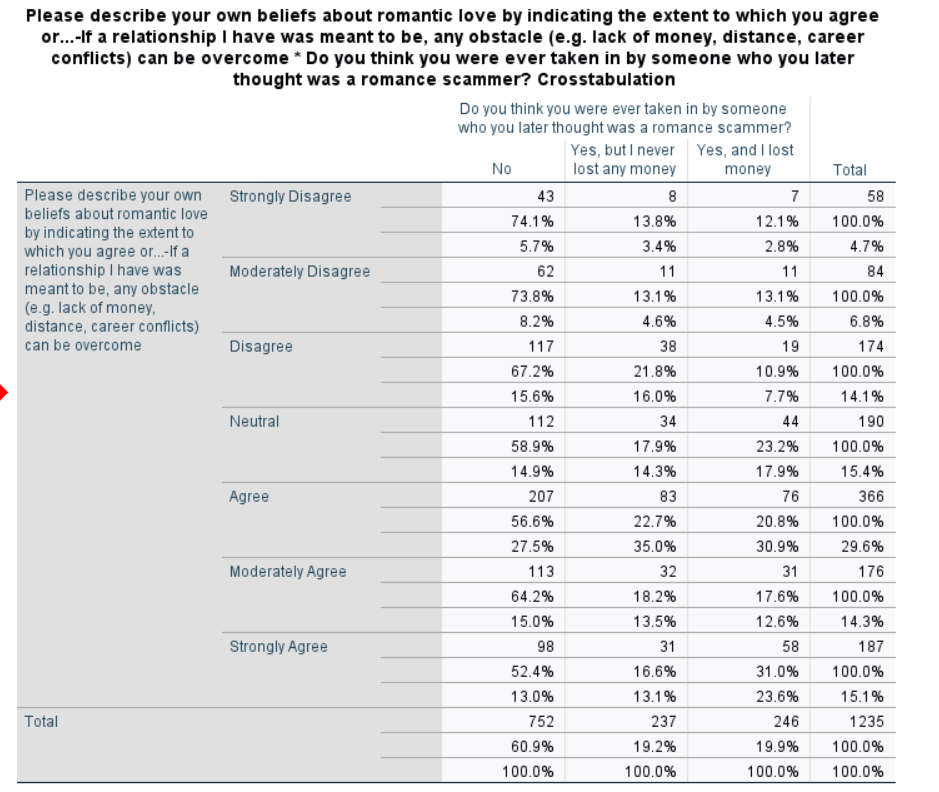 Please describe your own beliefs about romantic love by indicating the extent to which you agree
or...-If a relationship I have was meant to be, any obstacle (e.g. lack of money, distance, career
conflicts) can be overcome * Do you think you were ever taken in by someone who you later
thought was a romance scammer? Crosstabulation
Do you think you were ever taken in by someone
who you later thought was a romance scammer?
No
Yes, but I never
lost any money
Yes, and I lost
money
Total
Please describe your own
beliefs about romantic love
by indicating the extent to
which you agree or...-If a
relationship I have was
meant to be, any obstacle
(e.g. lack of money,
distance, career conflicts)
can be overcome
Strongly Disagree 43 8 7 58
74.1% 13.8% 12.1% 100.0%
5.7% 3.4% 2.8% 4.7%
Moderately Disagree 62 11 11 84
73.8% 13.1% 13.1% 100.0%
8.2% 4.6% 4.5% 6.8%
Disagree 117 38 19 174
67.2% 21.8% 10.9% 100.0%
15.6% 16.0% 7.7% 14.1%
Neutral 112 34 44 190
58.9% 17.9% 23.2% 100.0%
14.9% 14.3% 17.9% 15.4%
Agree 207 83 76 366
56.6% 22.7% 20.8% 100.0%
27.5% 35.0% 30.9% 29.6%
Moderately Agree 113 32 31 176
64.2% 18.2% 17.6% 100.0%
15.0% 13.5% 12.6% 14.3%
Strongly Agree 98 31 58 187
52.4% 16.6% 31.0% 100.0%
13.0% 13.1% 23.6% 15.1%
Total 752 237 246 1235
60.9% 19.2% 19.9% 100.0%
100.0% 100.0% 100.0% 100.0%